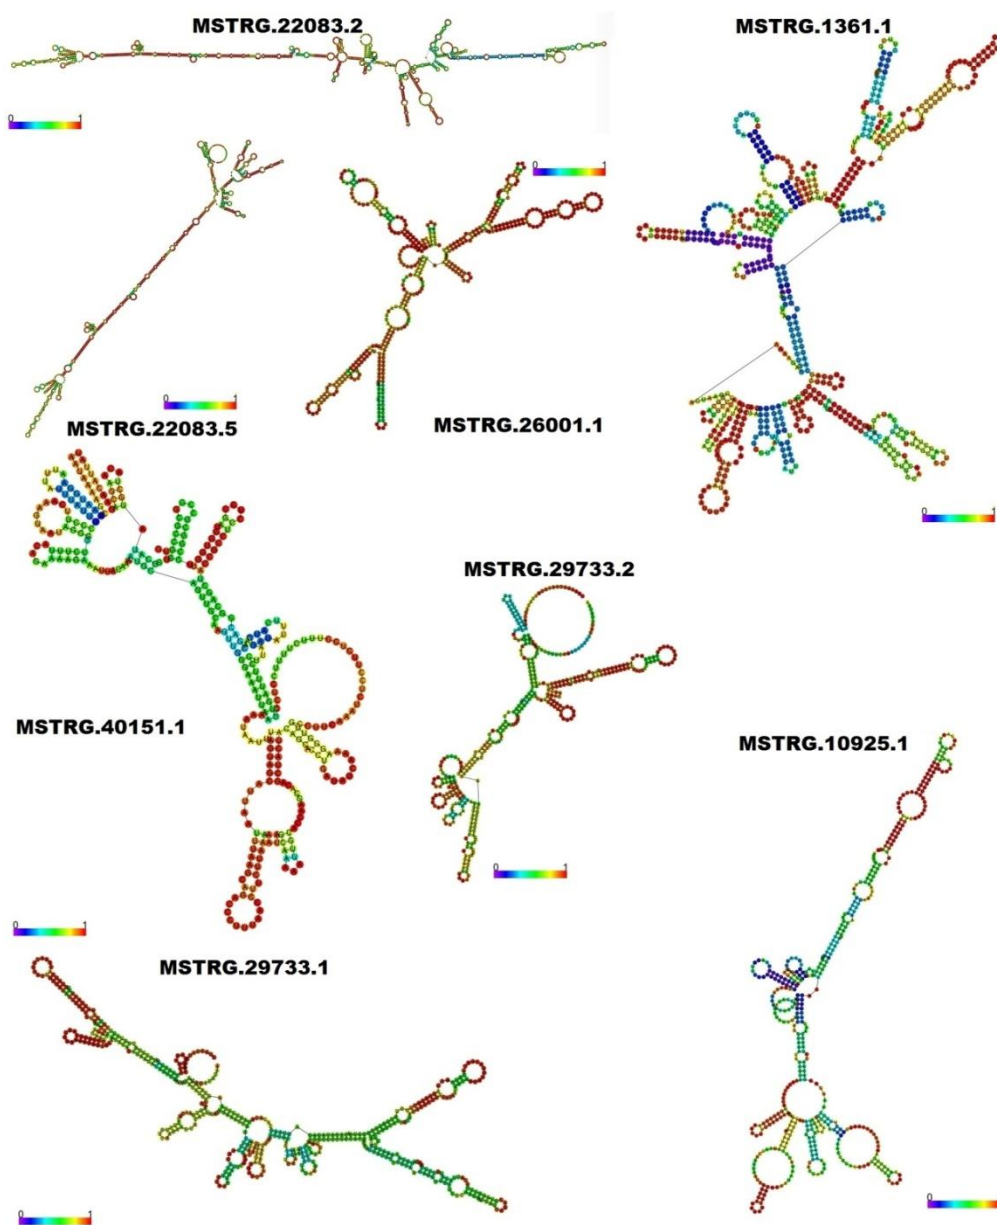 MSTRG.22083.2
MSTRG.1361.1
0 1
0 1
0 1
MSTRG.22083.5
MSTRG.26001.1
0 1
MSTRG.29733.2
MSTRG.40151.1
MSTRG.10925.1
0 1
0 1
MSTRG.29733.1
0 1
0 1